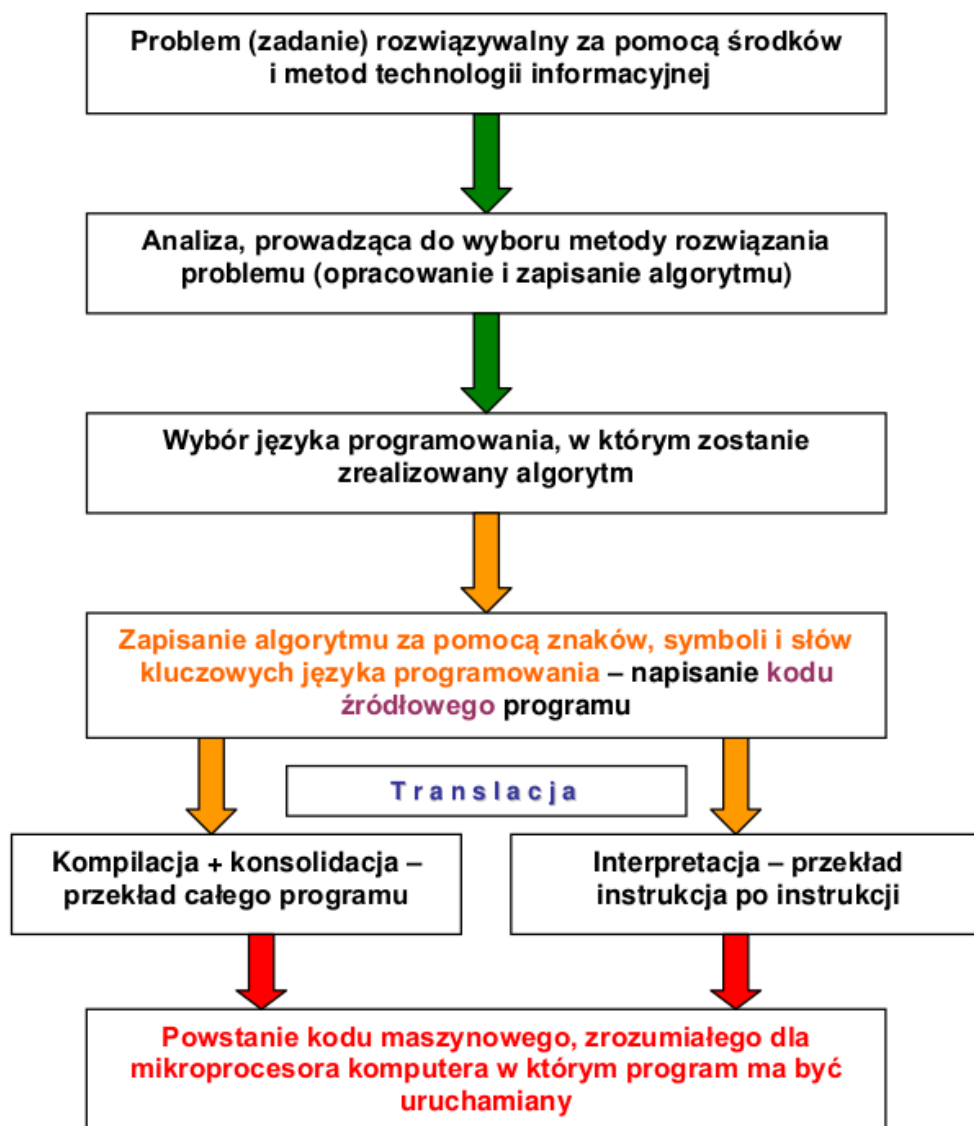 Problem (zadanie) rozwiązywalny za pomocą środków
i metod technologii informacyjnej
Analiza, prowadząca do wyboru metody rozwiązania
problemu (opracowanie i zapisanie algorytmu)
Wybór języka programowania, w którym zostanie
zrealizowany algorytm
Zapisanie algorytmu za pomocą znaków, symboli i słów
kluczowych języka programowania – napisanie kodu
źródłowego programu
Translacja
Kompilacja + konsolidacja –
przekład całego programu
Interpretacja – przekład
instrukcja po instrukcji
Powstanie kodu maszynowego, zrozumiałego dla
mikroprocesora komputera w którym program ma być
uruchamiany